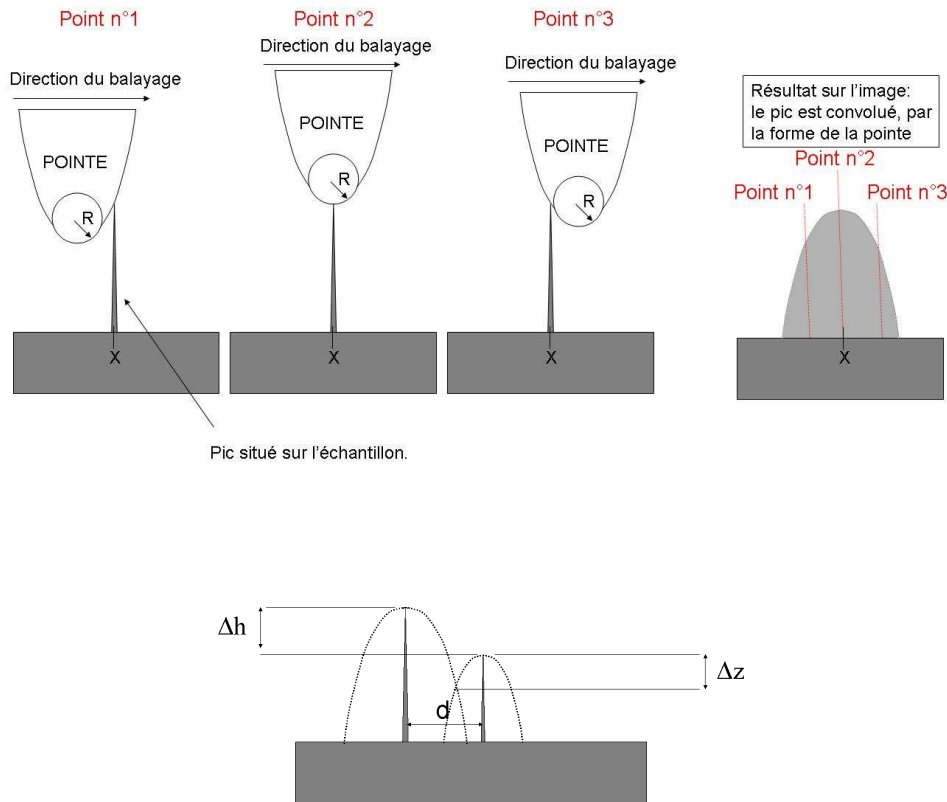 Point n°1
Point n°2
Point n°3
Direction du balayage
Direction du balayage
Direction du balayage
POINTE
POINTE
POINTE
R
R
R
X
X
X
Résultat sur l’image:
le pic est convolué, par
la forme de la pointe
Point n°2
Point n°1
Point n°3
X
Pic situé sur l’échantillon.
Δh
Δz
d